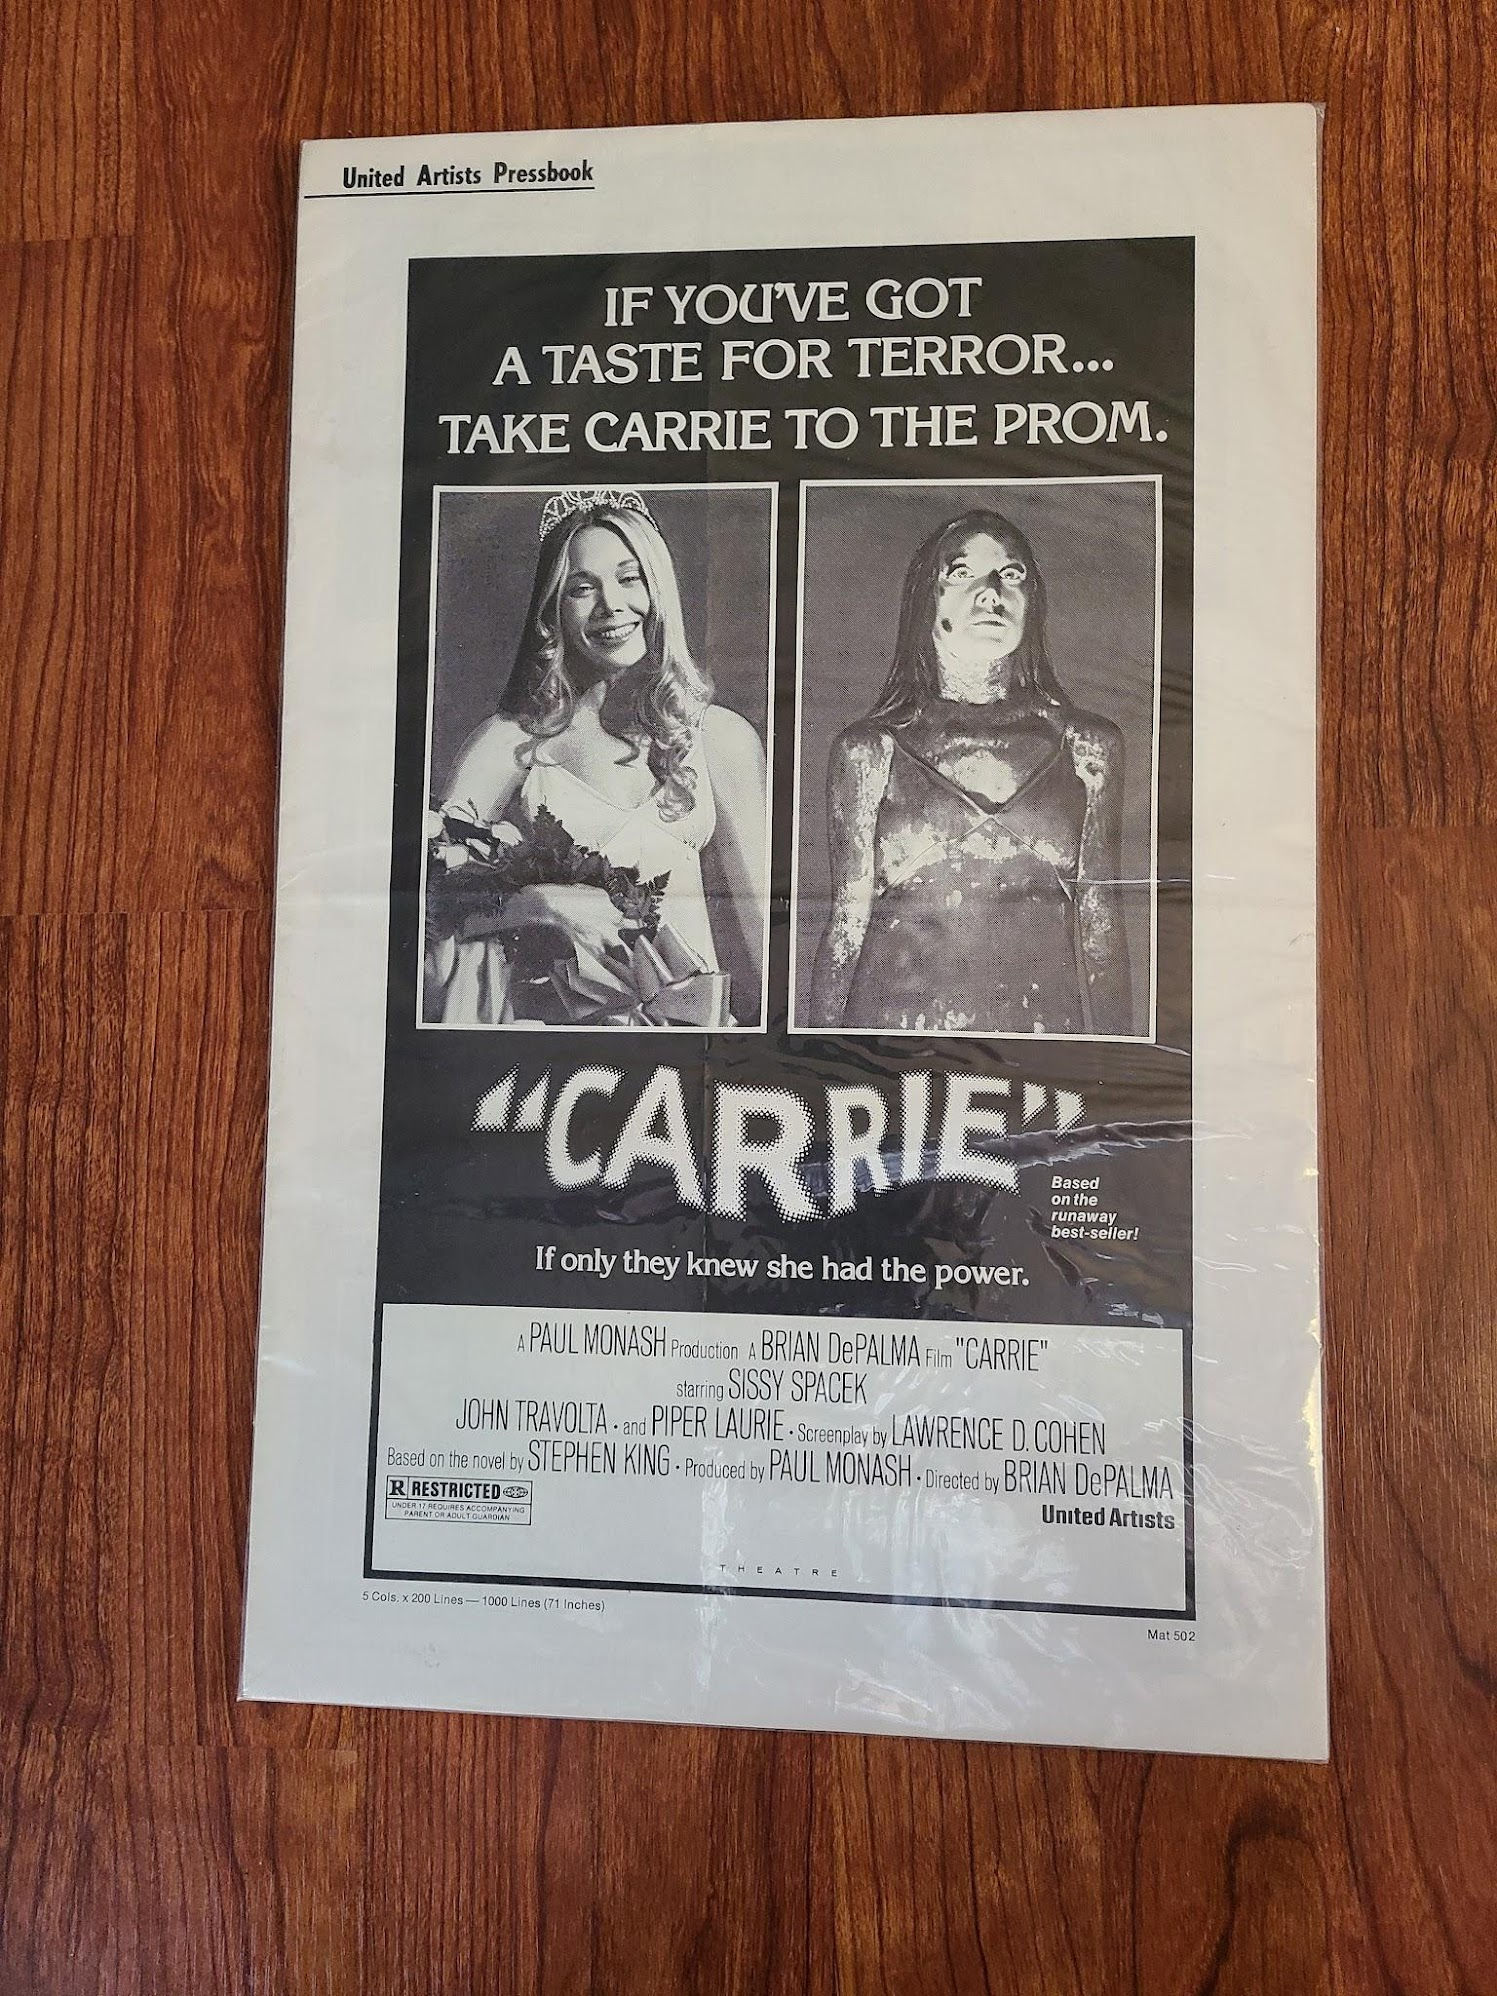 United Artists Pressbook
IF YOU'VE GOT
A TASTE FOR TERROR...
TAKE CARRIE TO THE PROM.
"CARRIE"
Based
on the
runaway
best-seller!
If only they knew she had the power.
A PAUL MONASH Production A BRIAN DePALMA Film "CARRIE"
starring SISSY SPACEK
JOHN TRAVOLTA · and PIPER LAURIE · Screenplay by LAWRENCE D. COHEN
Based on the novel by STEPHEN KING · Produced by PAUL MONASH · Directed by BRIAN DePALMA
R RESTRICTED
UNDER 17 REQUIRES ACCOMPANYING
PARENT OR ADULT GUARDIAN
United Artists
THEATRE
5 Cols. x 200 Lines — 1000 Lines (71 Inches)
Mat 502